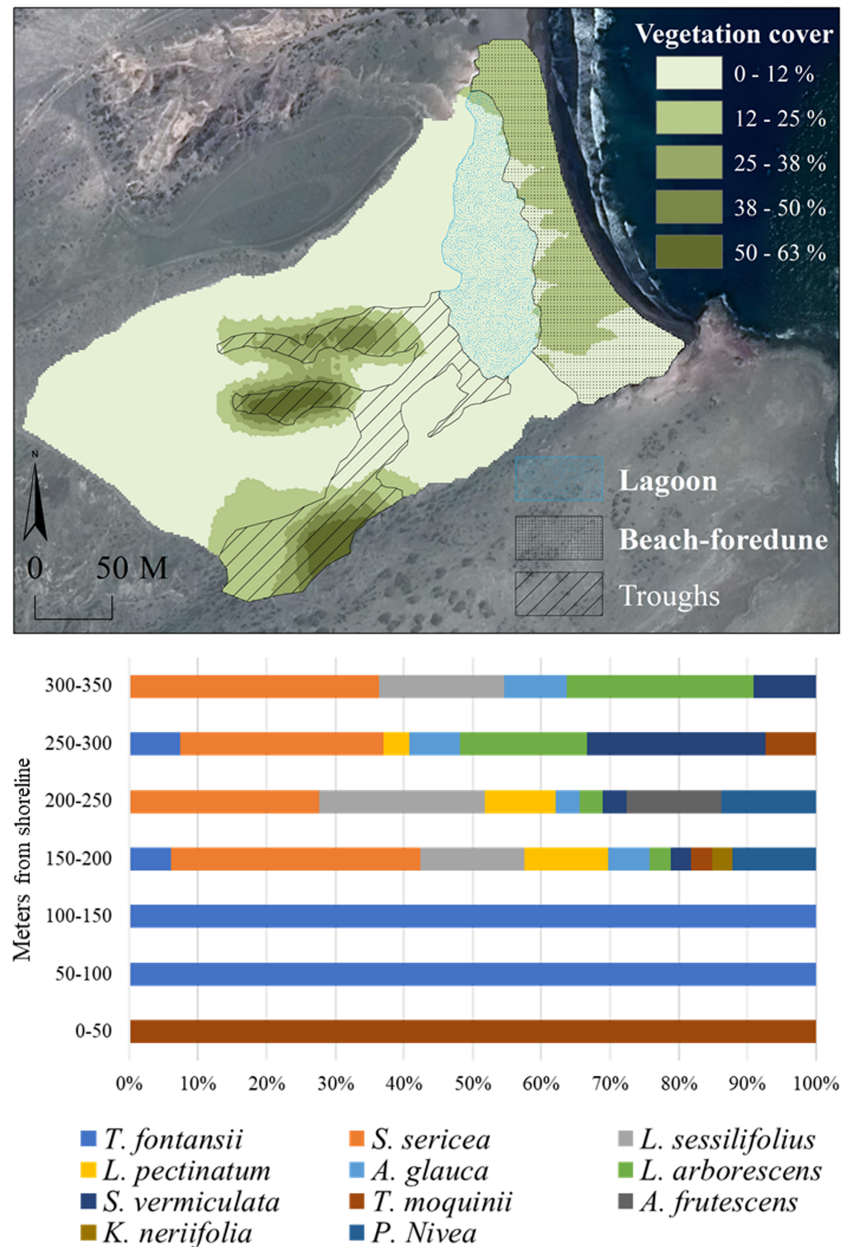 Vegetation cover
0 - 12 %
12 - 25 %
25 - 38 %
38 - 50 %
50 - 63 %
N
0 50 M
Lagoon
Beach-foredune
Troughs
Meters from shoreline
300-350
250-300
200-250
150-200
100-150
50-100
0-50
0% 10% 20% 30% 40% 50% 60% 70% 80% 90% 100%
T. fontansii S. sericea L. sessilifolius
L. pectinatum A. glauca L. arborescens
S. vermiculata T. moquinii A. frutescens
K. neriifolia P. Nivea